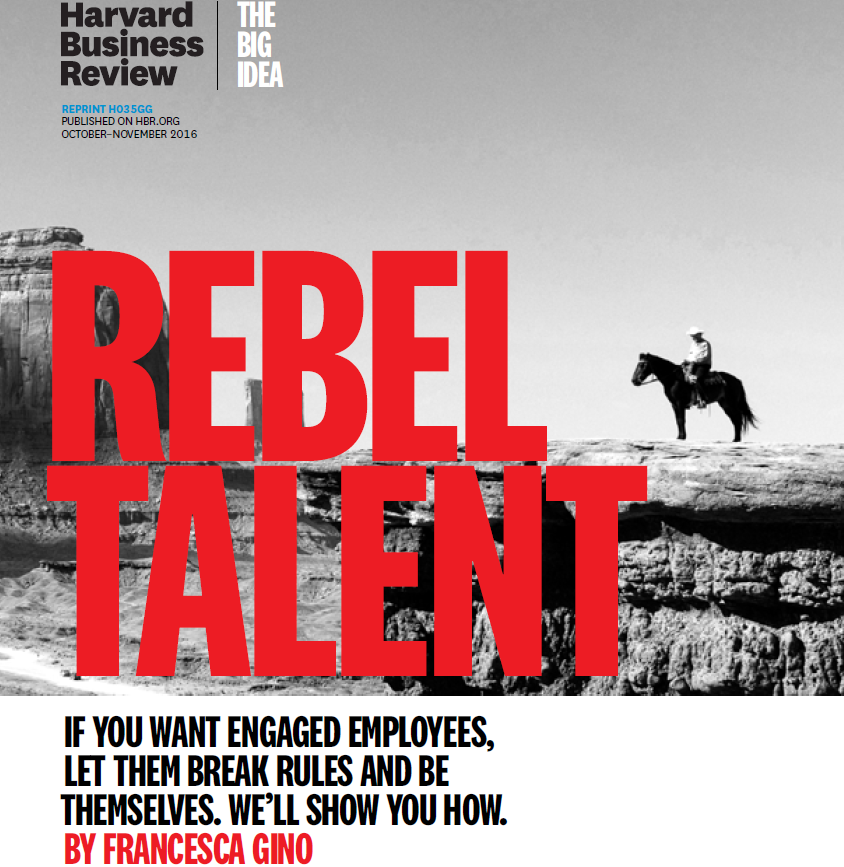 Harvard
Business
Review
THE
BIG
IDEA
REPRINT H035GG
PUBLISHED ON HBR.ORG
OCTOBER–NOVEMBER 2016
REBEL
TALENT
IF YOU WANT ENGAGED EMPLOYEES,
LET THEM BREAK RULES AND BE
THEMSELVES. WE’LL SHOW YOU HOW.
BY FRANCESCA GINO